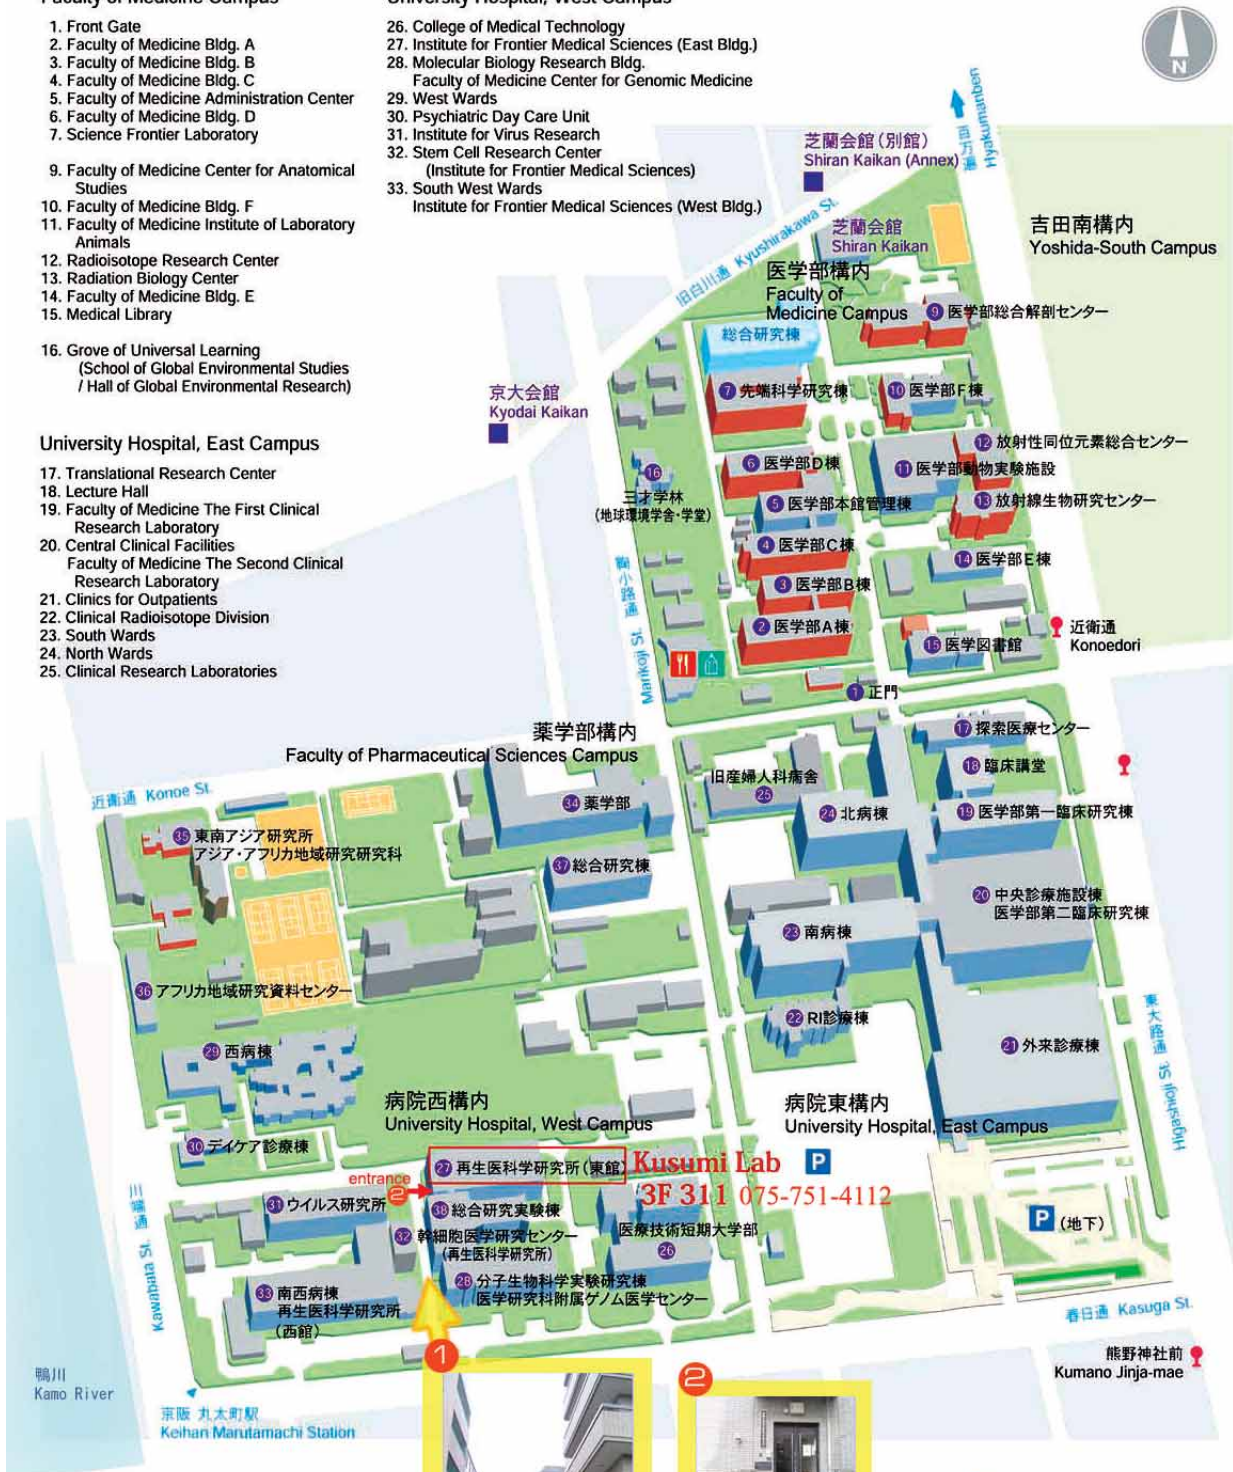 Faculty of Medicine Campus
1. Front Gate
2. Faculty of Medicine Bldg. A
3. Faculty of Medicine Bldg. B
4. Faculty of Medicine Bldg. C
5. Faculty of Medicine Administration Center
6. Faculty of Medicine Bldg. D
7. Science Frontier Laboratory
9. Faculty of Medicine Center for Anatomical
Studies
10. Faculty of Medicine Bldg. F
11. Faculty of Medicine Institute of Laboratory
Animals
12. Radioisotope Research Center
13. Radiation Biology Center
14. Faculty of Medicine Bldg. E
15. Medical Library
16. Grove of Universal Learning
(School of Global Environmental Studies
/ Hall of Global Environmental Research)
University Hospital, East Campus
17. Translational Research Center
18. Lecture Hall
19. Faculty of Medicine The First Clinical
Research Laboratory
20. Central Clinical Facilities
Faculty of Medicine The Second Clinical
Research Laboratory
21. Clinics for Outpatients
22. Clinical Radioisotope Division
23. South Wards
24. North Wards
25. Clinical Research Laboratories
University Hospital, West Campus
26. College of Medical Technology
27. Institute for Frontier Medical Sciences (East Bldg.)
28. Molecular Biology Research Bldg.
Faculty of Medicine Center for Genomic Medicine
29. West Wards
30. Psychiatric Day Care Unit
31. Institute for Virus Research
32. Stem Cell Research Center
(Institute for Frontier Medical Sciences)
33. South West Wards
Institute for Frontier Medical Sciences (West Bldg.)
N
百万遍
Hyakumanben
芝蘭会館(別館)
Shiran Kaikan (Annex)
旧白川通 Kyushirakawa St.
芝蘭会館
Shiran Kaikan
吉田南構内
Yoshida-South Campus
医学部構内
Faculty of
Medicine Campus
9 医学部総合解剖センター
総合研究棟
京大会館
Kyodai Kaikan
7 先端科学研究棟
10 医学部F棟
12 放射性同位元素総合センター
6 医学部D棟
11 医学部動物実験施設
16
三才学林
(地球環境学舎・学堂)
5 医学部本館管理棟
13 放射線生物研究センター
4 医学部C棟
14 医学部E棟
3 医学部B棟
2 医学部A棟
鞠小路通 Marikoji St.
15 医学図書館
近衛通
Konoedori
1 正門
薬学部構内
Faculty of Pharmaceutical Sciences Campus
17 探索医療センター
18 臨床講堂
旧産婦人科病舎
25
近衛通 Konoe St.
34 薬学部
24 北病棟
19 医学部第一臨床研究棟
35 東南アジア研究所
アジア・アフリカ地域研究研究科
37 総合研究棟
20 中央診療施設棟
医学部第二臨床研究棟
23 南病棟
36 アフリカ地域研究資料センター
22 RI診療棟
東大路通 Higashioji St.
29 西病棟
21 外来診療棟
病院西構内
University Hospital, West Campus
病院東構内
University Hospital, East Campus
30 デイケア診療棟
27 再生医科学研究所(東館)
Kusumi Lab
P
3F 311 075-751-4112
entrance
2
31 ウイルス研究所
38 総合研究実験棟
P (地下)
医療技術短期大学部
26
32 幹細胞医学研究センター
(再生医科学研究所)
川端通 Kawabata St.
28 分子生物科学実験研究棟
医学研究科附属ゲノム医学センター
33 南西病棟
再生医科学研究所
(西館)
春日通 Kasuga St.
1
2
熊野神社前
Kumano Jinja-mae
鴨川
Kamo River
京阪 丸太町駅
Keihan Marutamachi Station